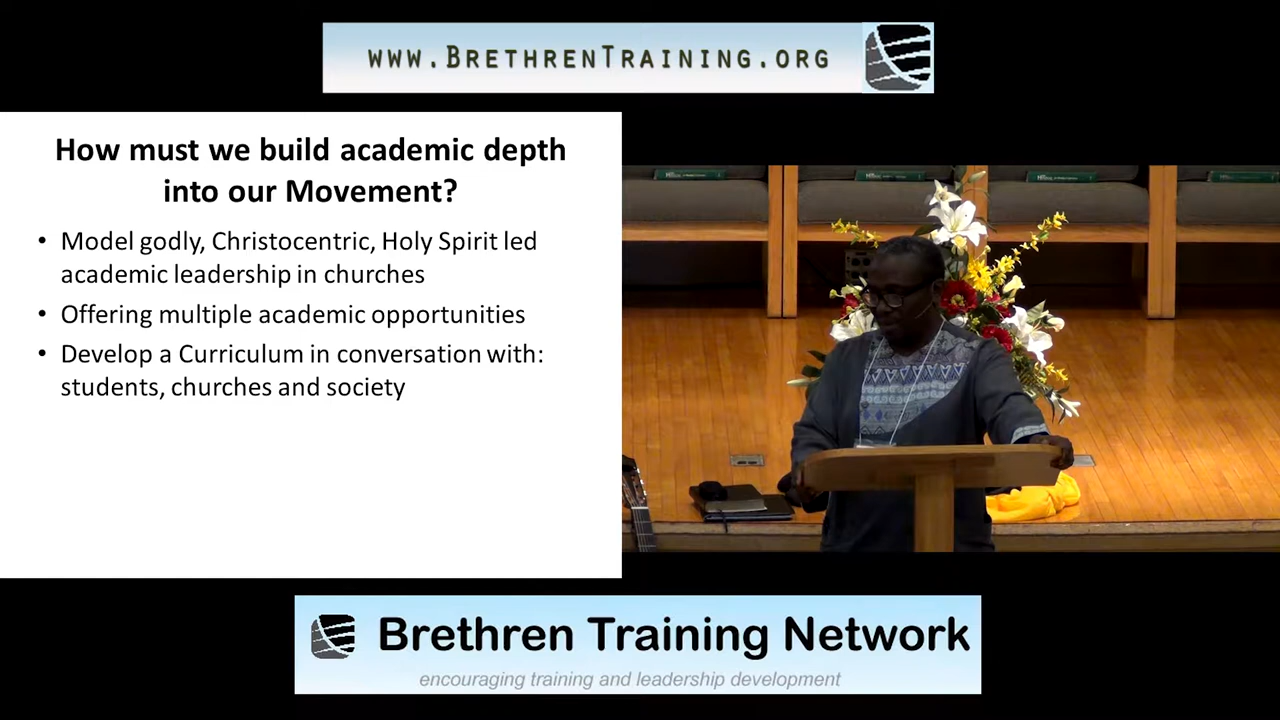 www.BrethrenTraining.org
How must we build academic depth
into our Movement?
• Model godly, Christocentric, Holy Spirit led
academic leadership in churches
• Offering multiple academic opportunities
• Develop a Curriculum in conversation with:
students, churches and society
Brethren Training Network
encouraging training and leadership development